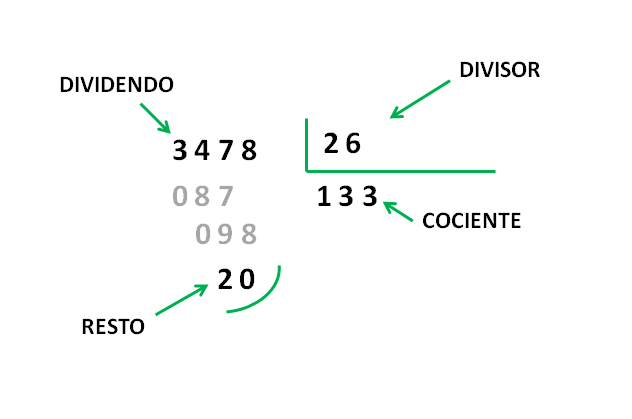 DIVISOR
DIVIDENDO
3478 26
087 133
COCIENTE
098
20
RESTO